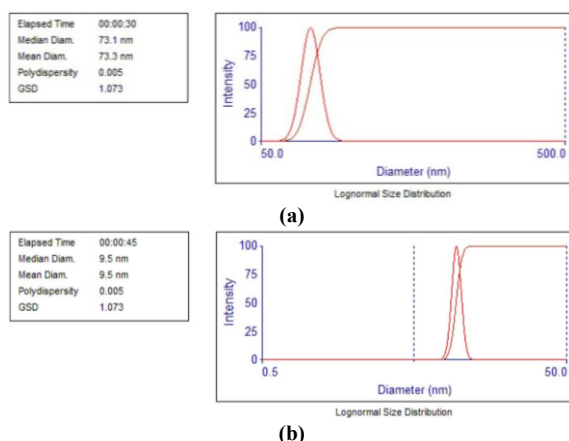 Elapsed Time 00:00:30
Median Diam. 73.1 nm
Mean Diam. 73.3 nm
Polydispersity 0.005
GSD 1.073
Intensity
100
75
50
25
0
50.0 500.0
Diameter (nm)
Lognormal Size Distribution
(a)
Elapsed Time 00:00:45
Median Diam. 9.5 nm
Mean Diam. 9.5 nm
Polydispersity 0.005
GSD 1.073
Intensity
100
75
50
25
0
0.5 50.0
Diameter (nm)
Lognormal Size Distribution
(b)